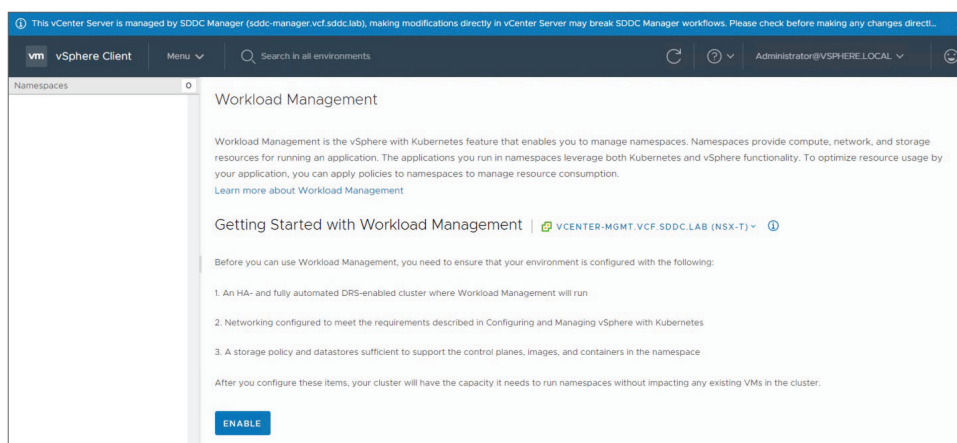 This vCenter Server is managed by SDDC Manager (sddc-manager.vcf.sddc.lab), making modifications directly in vCenter Server may break SDDC Manager workflows. Please check before making any changes directl...
vm vSphere Client Menu Search in all environments Administrator@VSPHERE.LOCAL
Namespaces 0
Workload Management
Workload Management is the vSphere with Kubernetes feature that enables you to manage namespaces. Namespaces provide compute, network, and storage
resources for running an application. The applications you run in namespaces leverage both Kubernetes and vSphere functionality. To optimize resource usage by
your application, you can apply policies to namespaces to manage resource consumption.
Learn more about Workload Management
Getting Started with Workload Management | VCENTER-MGMT.VCF.SDDC.LAB (NSX-T)
Before you can use Workload Management, you need to ensure that your environment is configured with the following:
1. An HA- and fully automated DRS-enabled cluster where Workload Management will run
2. Networking configured to meet the requirements described in Configuring and Managing vSphere with Kubernetes
3. A storage policy and datastores sufficient to support the control planes, images, and containers in the namespace
After you configure these items, your cluster will have the capacity it needs to run namespaces without impacting any existing VMs in the cluster.
ENABLE